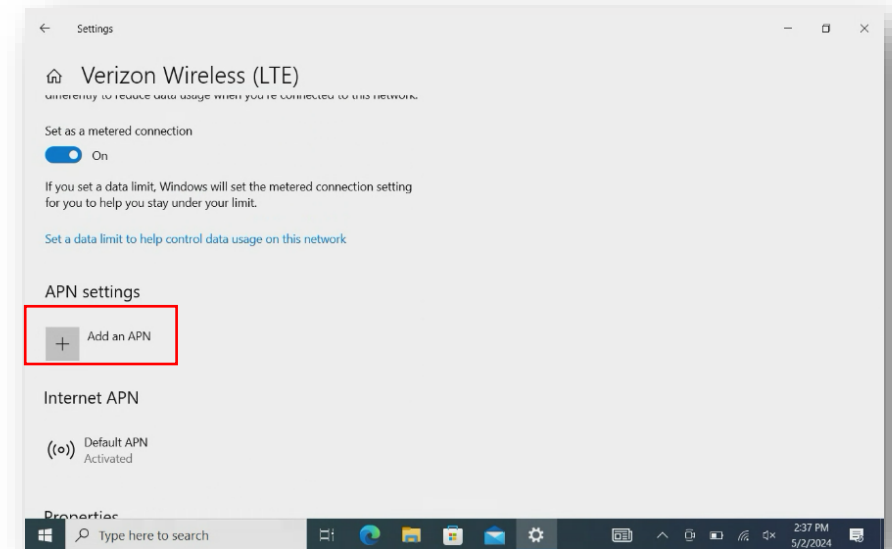 Settings
Verizon Wireless (LTE)
differently to reduce data usage when you're connected to this network.
Set as a metered connection
On
If you set a data limit, Windows will set the metered connection setting
for you to help you stay under your limit.
Set a data limit to help control data usage on this network
APN settings
Add an APN
Internet APN
Default APN
Activated
Properties
Type here to search
2:37 PM
5/2/2024